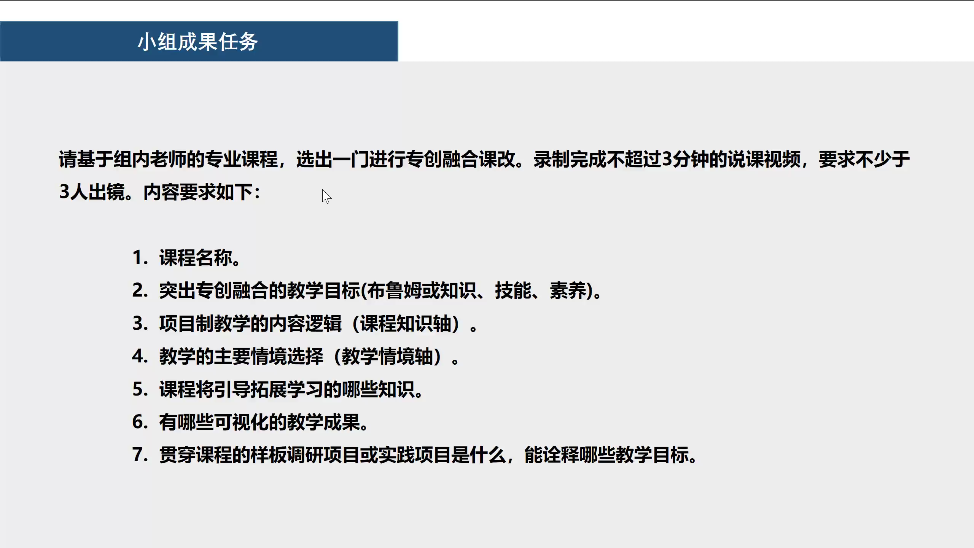 小组成果任务
请基于组内老师的专业课程，选出一门进行专创融合课改。录制完成不超过3分钟的说课视频，要求不少于
3人出镜。内容要求如下：
1. 课程名称。
2. 突出专创融合的教学目标(布鲁姆或知识、技能、素养)。
3. 项目制教学的内容逻辑（课程知识轴）。
4. 教学的主要情境选择（教学情境轴）。
5. 课程将引导拓展学习的哪些知识。
6. 有哪些可视化的教学成果。
7. 贯穿课程的样板调研项目或实践项目是什么，能诠释哪些教学目标。